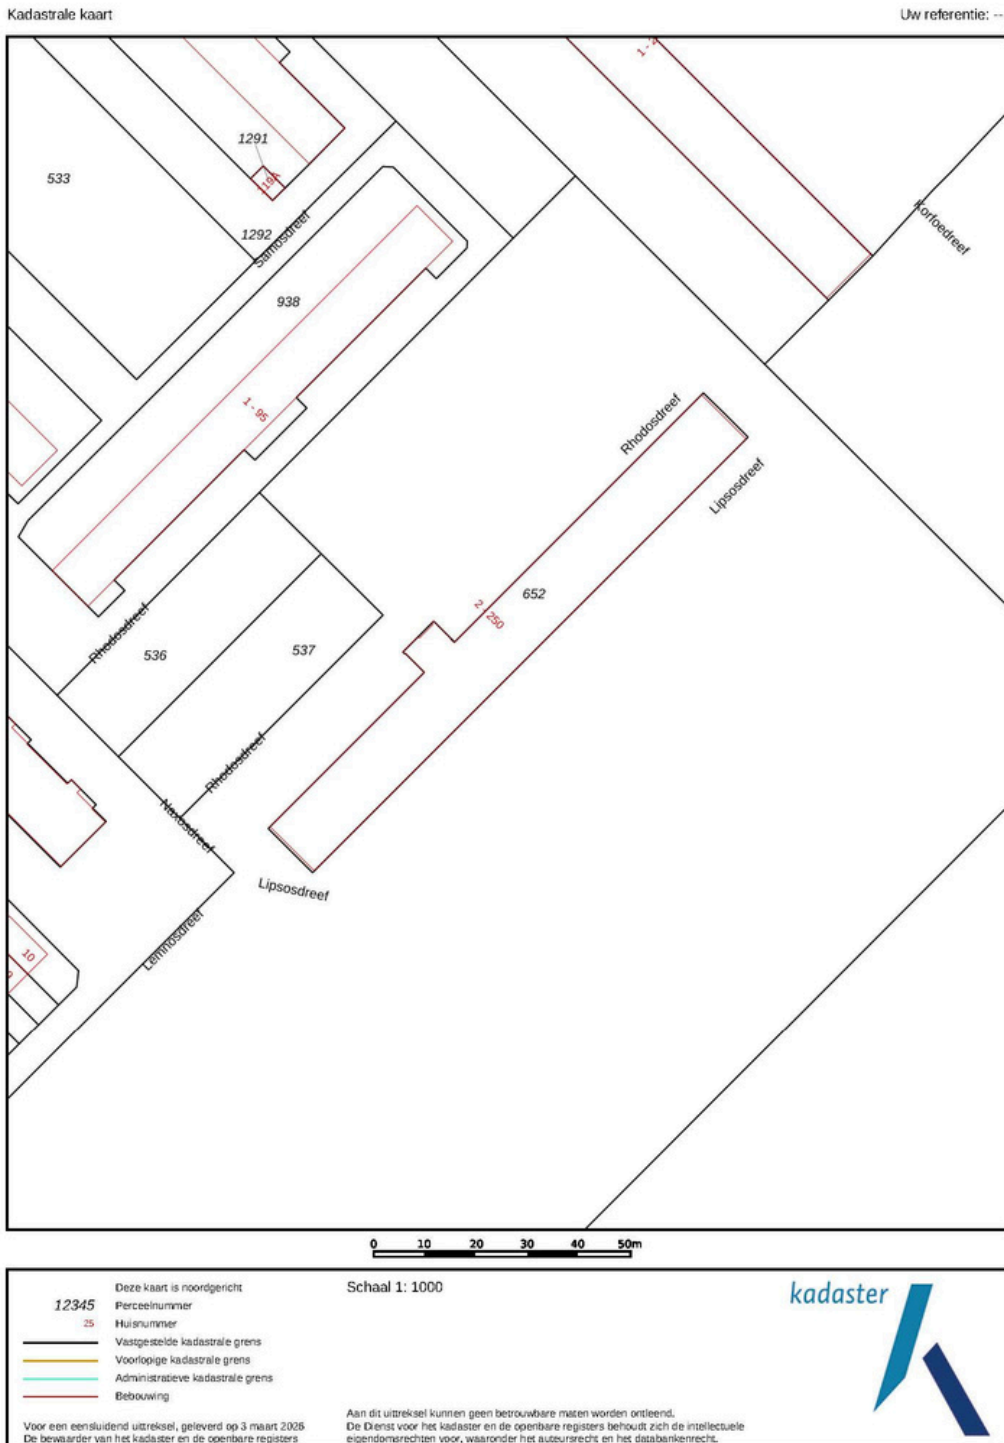 Kadastrale kaart
Uw referentie: --
1291
533
119A
1292
Samosdreef
Korfoedreef
938
1 - 95
Rhodosdreef
Lipsosdreef
652
2 - 250
Rhodosdreef
536
537
Rhodosdreef
Naxosdreef
Lipsosdreef
Lemnosdreef
10
0 10 20 30 40 50m
Deze kaart is noordgericht
Schaal 1: 1000
12345 Perceelnummer
25 Huisnummer
Vastgestelde kadastrale grens
Voorlopige kadastrale grens
Administratieve kadastrale grens
Bebouwing
kadaster
Voor een eensluidend uittreksel, geleverd op 3 maart 2026
De bewaarder van het kadaster en de openbare registers
Aan dit uittreksel kunnen geen betrouwbare maten worden ontleend.
De Dienst voor het kadaster en de openbare registers behoudt zich de intellectuele
eigendomsrechten voor, waaronder het auteursrecht en het databankenrecht.